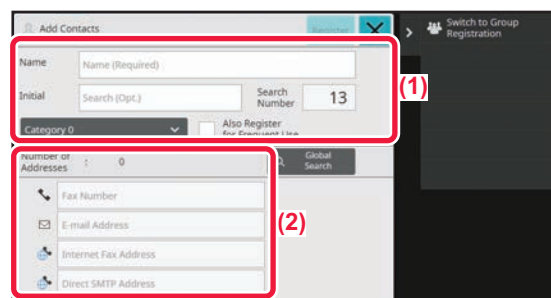 Add Contacts
Register
Switch to Group
Registration
Name
Name (Required)
(1)
Initial
Search (Opt.)
Search
Number
13
Category 0
Also Register
for Frequent Use
Number of
Addresses
:
0
Global
Search
Fax Number
E-mail Address
(2)
Internet Fax Address
Direct SMTP Address